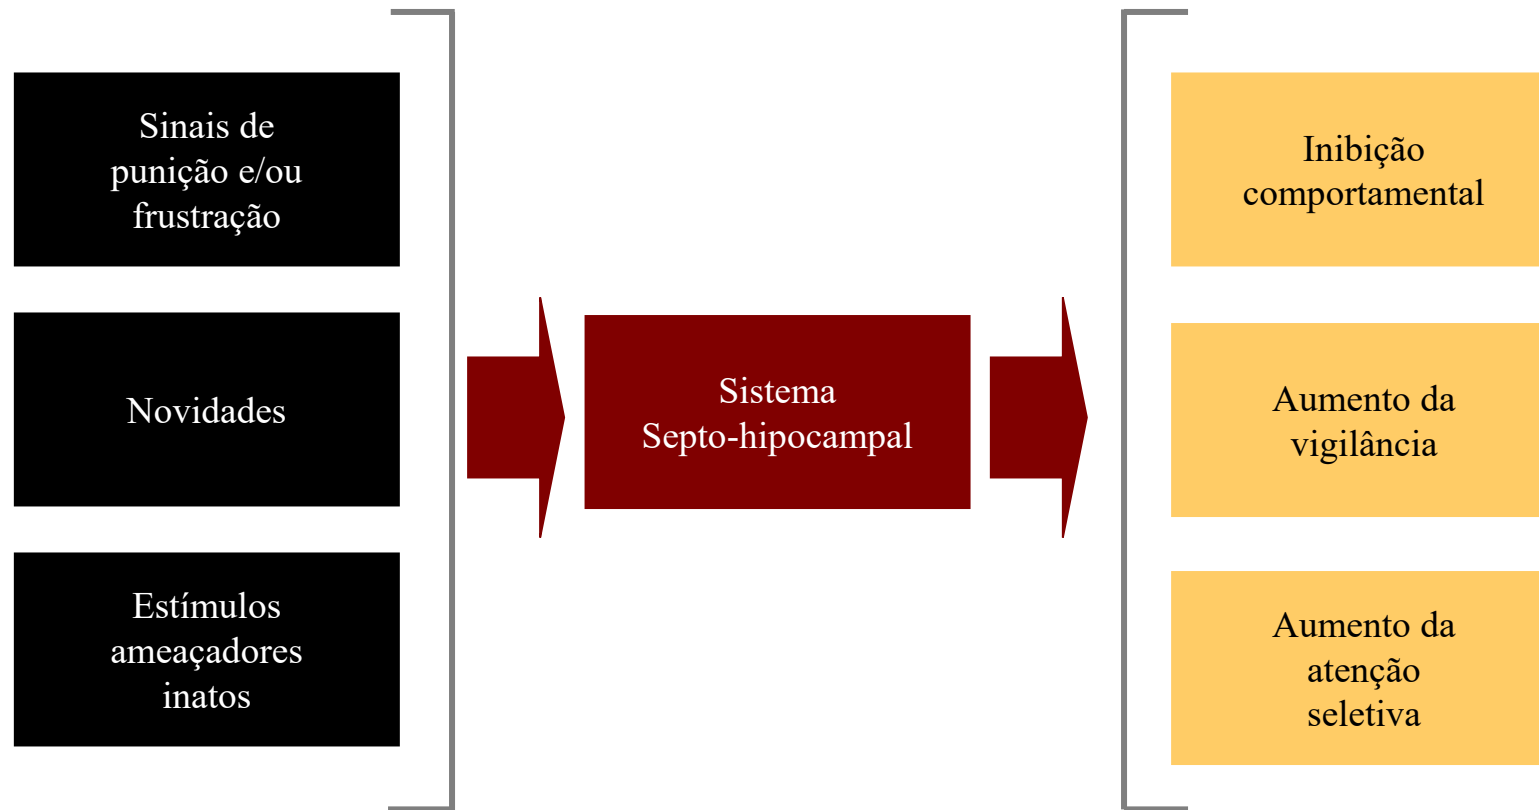 Sinais de
punição e/ou
frustração
Novidades
Estímulos
ameaçadores
inatos
Sistema
Septo-hipocampal
Inibição
comportamental
Aumento da
vigilância
Aumento da
atenção
seletiva